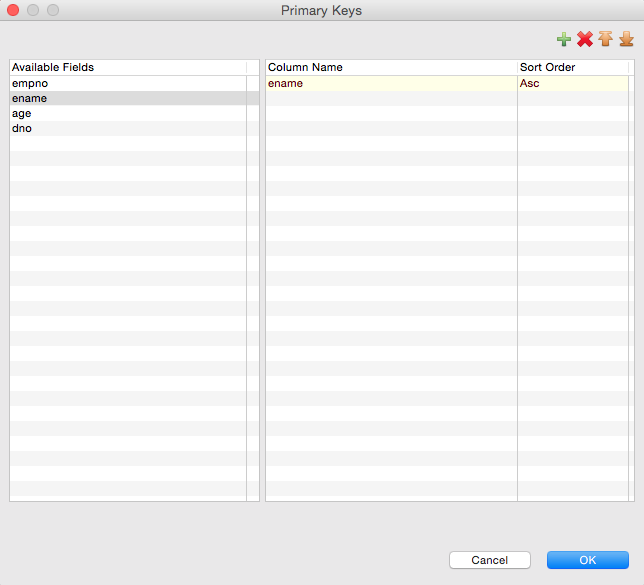 Primary Keys
Available Fields
Column Name Sort Order
empno
ename
age
dno
ename Asc
Cancel OK